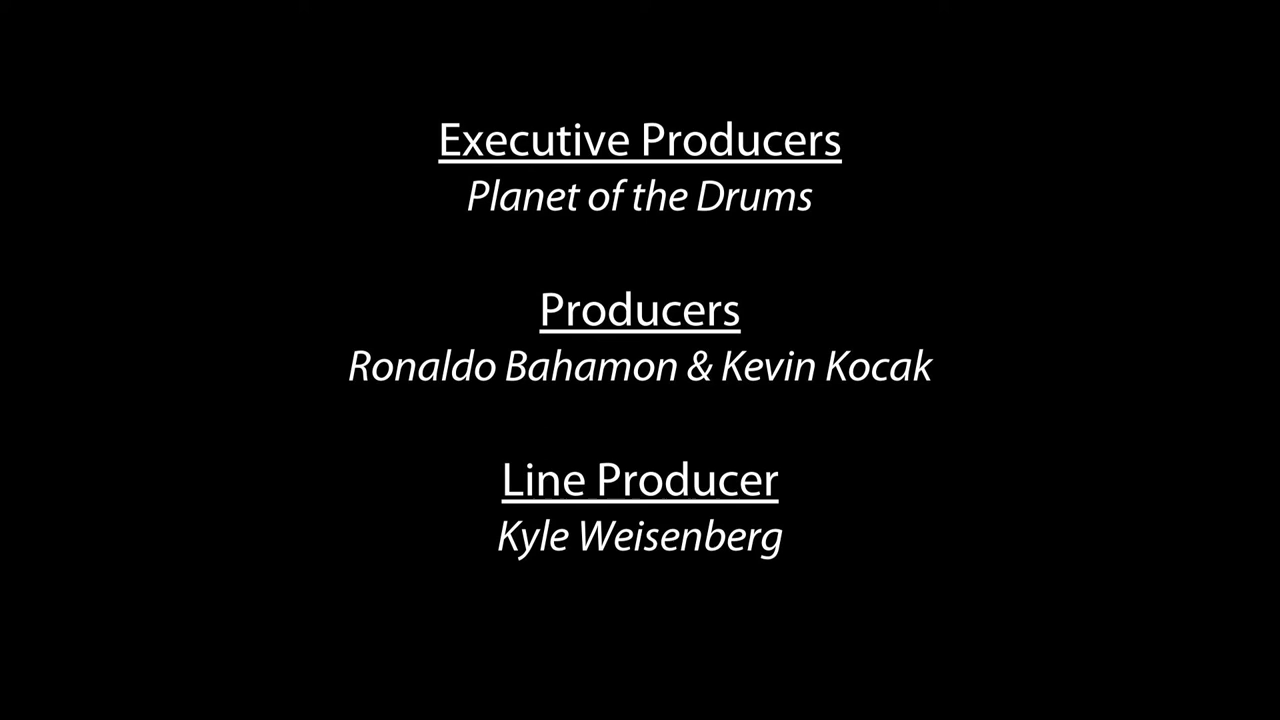 Executive Producers
Planet of the Drums
Producers
Ronaldo Bahamon & Kevin Kocak
Line Producer
Kyle Weisenberg